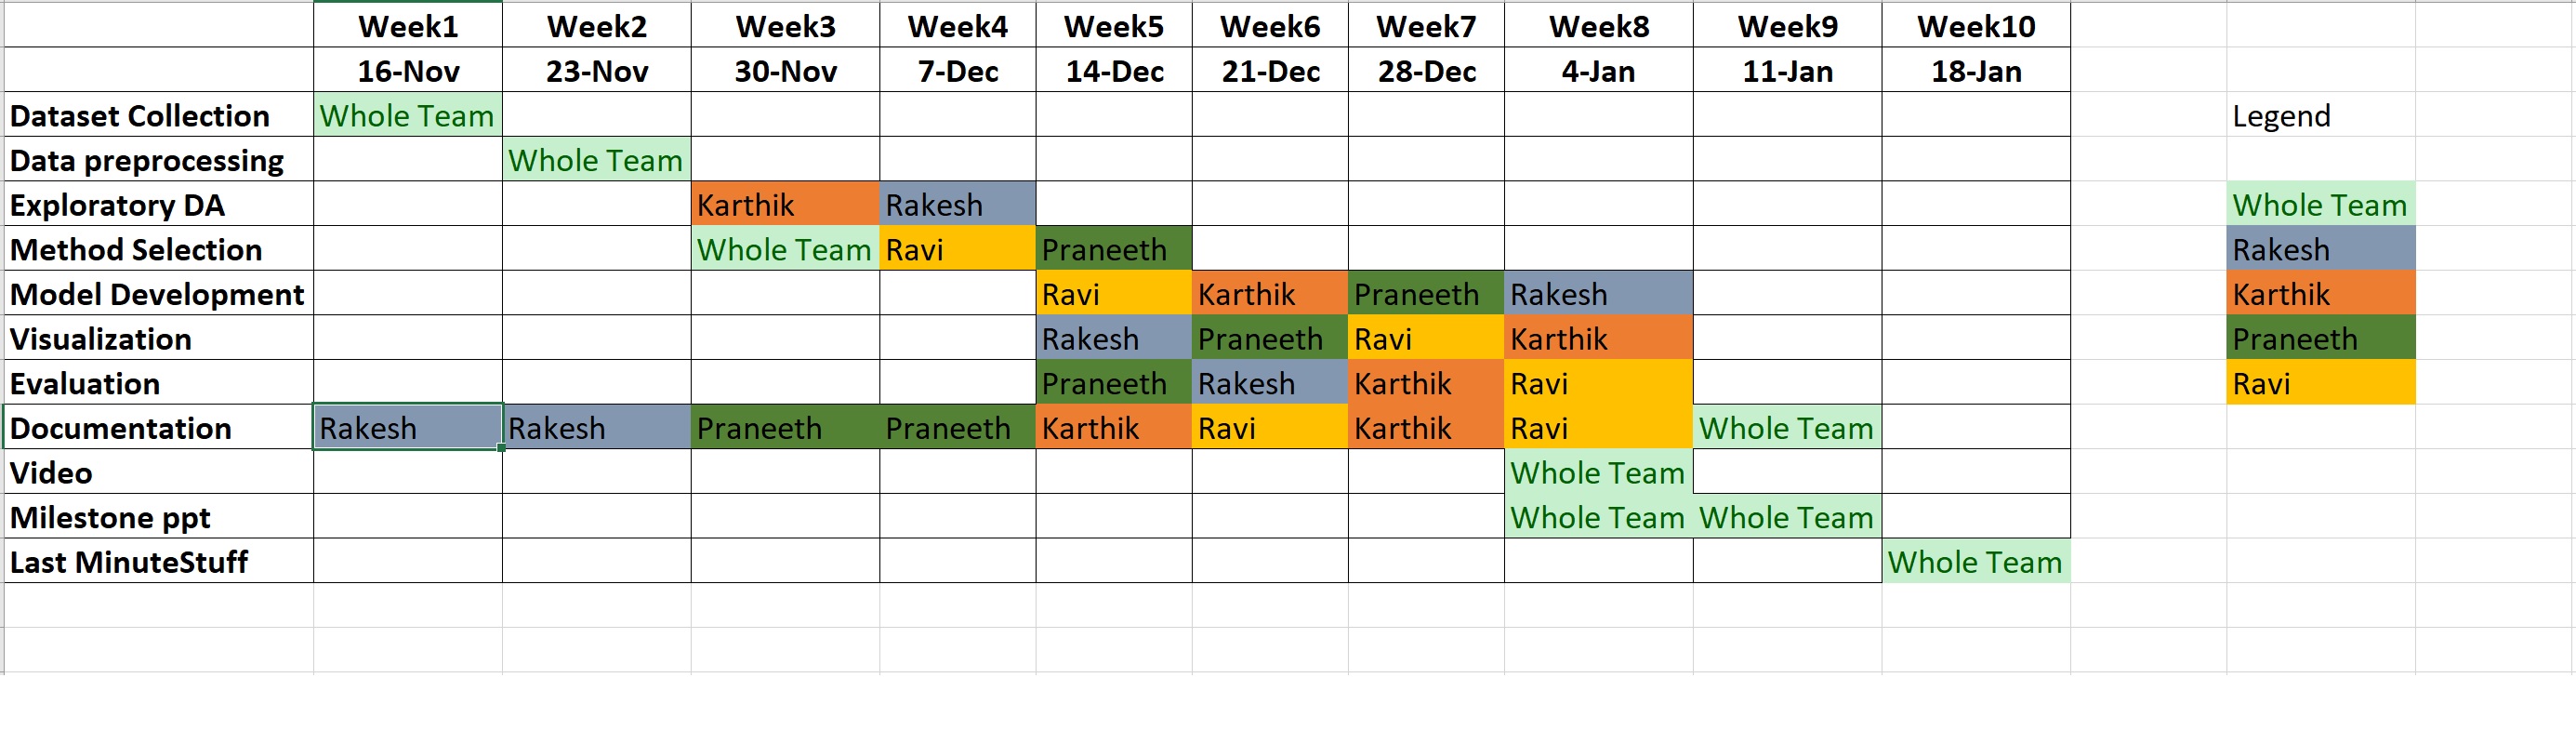 Week1 Week2 Week3 Week4 Week5 Week6 Week7 Week8 Week9 Week10
16-Nov 23-Nov 30-Nov 7-Dec 14-Dec 21-Dec 28-Dec 4-Jan 11-Jan 18-Jan
Dataset Collection Whole Team Legend
Data preprocessing Whole Team
Exploratory DA Karthik Rakesh Whole Team
Method Selection Whole Team Ravi Praneeth Rakesh
Model Development Ravi Karthik Praneeth Rakesh Karthik
Visualization Rakesh Praneeth Ravi Karthik Praneeth
Evaluation Praneeth Rakesh Karthik Ravi Ravi
Documentation Rakesh Rakesh Praneeth Praneeth Karthik Ravi Karthik Ravi Whole Team
Video Whole Team
Milestone ppt Whole Team Whole Team
Last MinuteStuff Whole Team